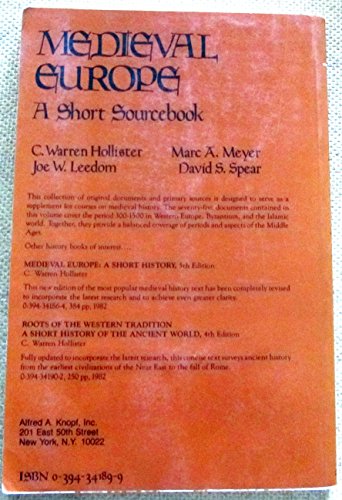 MEDIEVAL
EUROPE
A Short Sourcebook
C. Warren Hollister Marc A. Meyer
Joe W. Leedom David S. Spear
This collection of original documents and primary sources is designed to serve as a
supplement for courses on medieval history. The seventy-five documents contained in
this volume cover the period 300-1500 in Western Europe, Byzantium, and the Islamic
world. Together, they provide a balanced coverage of periods and aspects of the Middle
Ages.
Other history books of interest . . .
MEDIEVAL EUROPE: A SHORT HISTORY, 5th Edition
C. Warren Hollister
This new edition of the most popular medieval history text has been completely revised
to incorporate the latest research and to achieve even greater clarity.
0-394-34156-4, 384 pp, 1982
ROOTS OF THE WESTERN TRADITION
A SHORT HISTORY OF THE ANCIENT WORLD, 4th Edition
C. Warren Hollister
Fully updated to incorporate the latest research, this concise text surveys ancient history
from the earliest civilizations of the Near East to the fall of Rome.
0-394-34190-2, 250 pp, 1982
Alfred A. Knopf, Inc.
201 East 50th Street
New York, N.Y. 10022
ISBN 0-394-34189-9